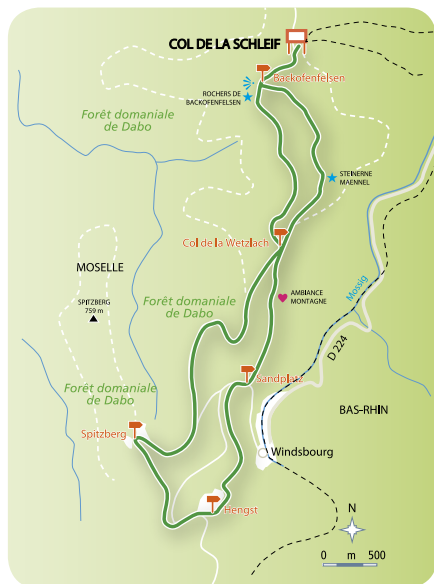 COL DE LA SCHLEIF
Backofenfelsen
ROCHERS DE
BACKOFENFELSEN
Forêt domaniale
de Dabo
STEINERNE
MAENNEL
Col de la Wetzlach
MOSELLE
Mossig
AMBIANCE
MONTAGNE
SPITZBERG
759 m
Forêt domaniale
de Dabo
D 224
Sandplatz
Forêt domaniale
de Dabo
BAS-RHIN
Spitzberg
Windsbourg
Hengst
N
0 m 500